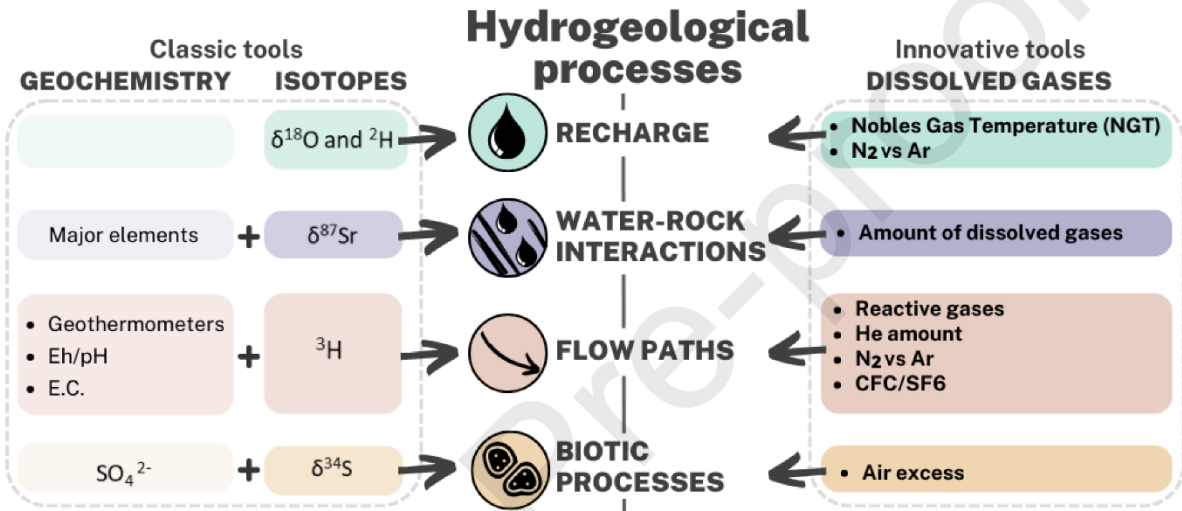 Hydrogeological
processes
Classic tools
GEOCHEMISTRY
ISOTOPES
Innovative tools
DISSOLVED GASES
δ¹⁸O and ²H
RECHARGE
• Nobles Gas Temperature (NGT)
• N₂ vs Ar
Major elements
+
δ⁸⁷Sr
WATER-ROCK
INTERACTIONS
• Amount of dissolved gases
• Geothermometers
• Eh/pH
• E.C.
+
³H
FLOW PATHS
• Reactive gases
• He amount
• N₂ vs Ar
• CFC/SF6
SO₄²⁻
+
δ³⁴S
BIOTIC
PROCESSES
• Air excess
Pre-proof